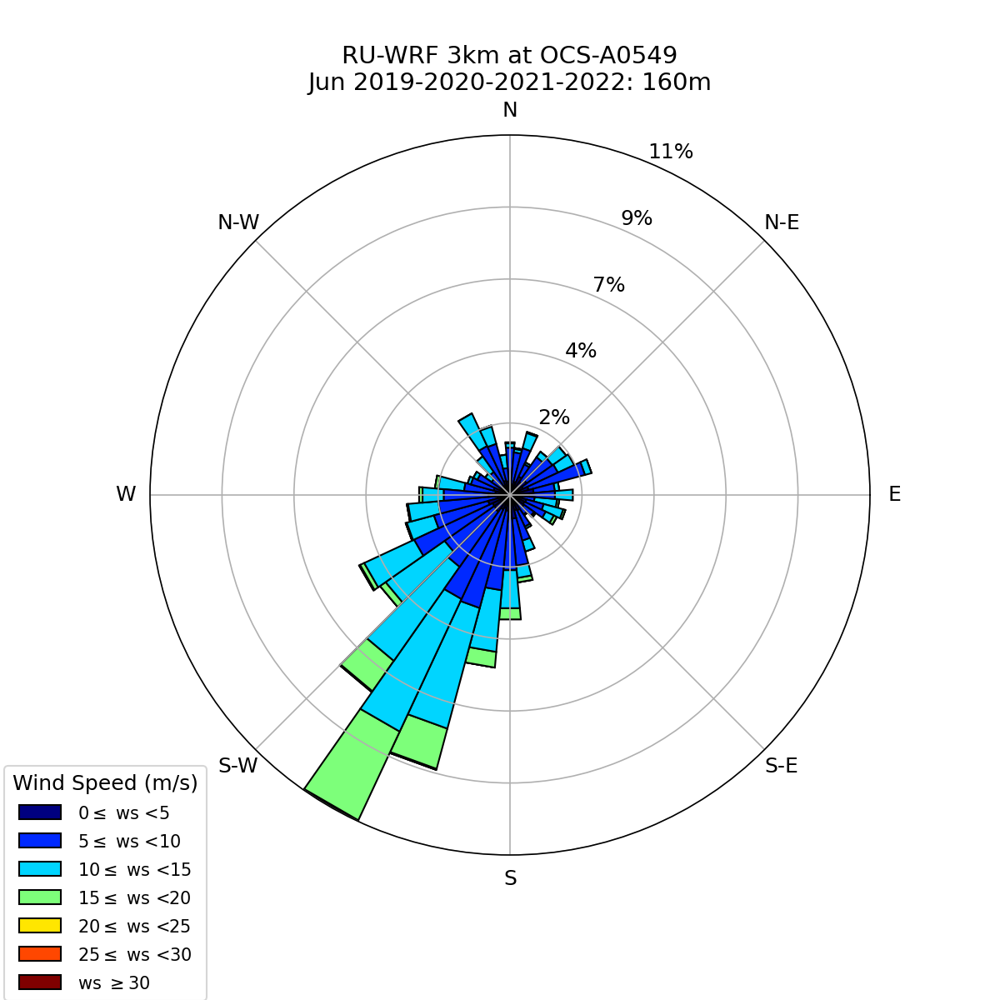 RU-WRF 3km at OCS-A0549
Jun 2019-2020-2021-2022: 160m
N
11%
9%
N-W
N-E
7%
4%
2%
W
E
S-W
S-E
S
Wind Speed (m/s)
0≤ ws <5
5≤ ws <10
10≤ ws <15
15≤ ws <20
20≤ ws <25
25≤ ws <30
ws ≥30